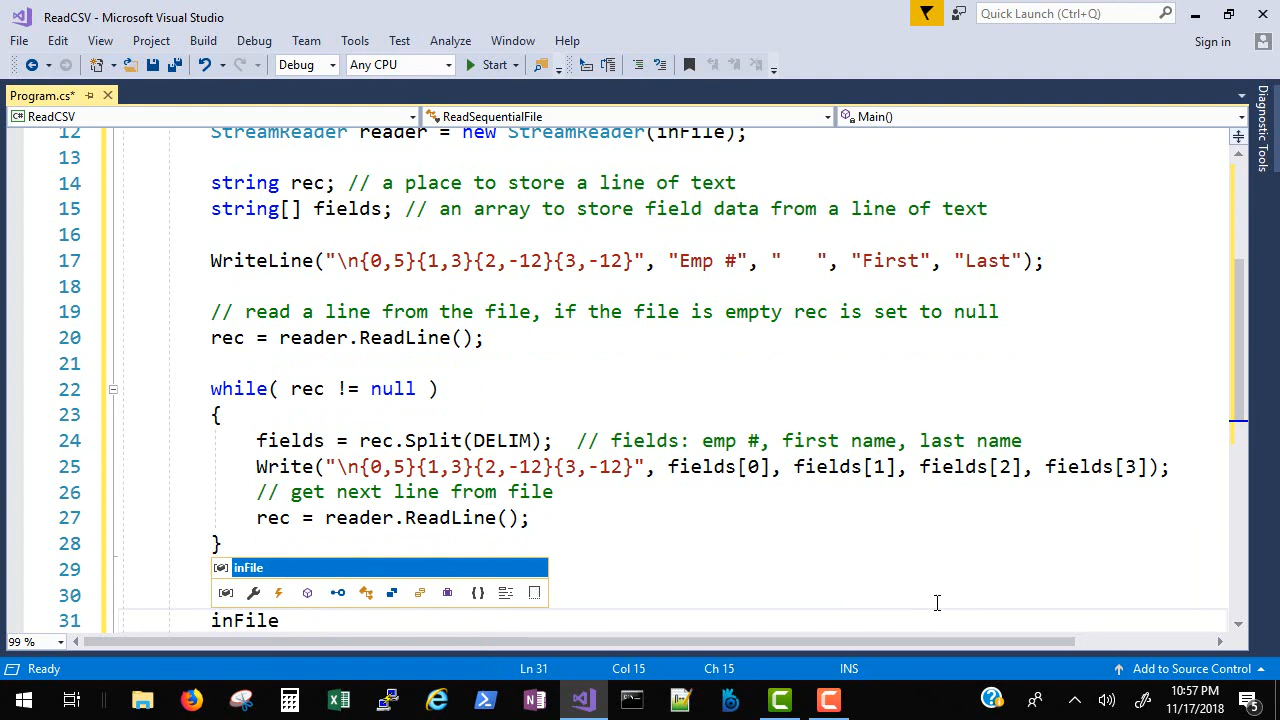 ReadCSV - Microsoft Visual Studio
Quick Launch (Ctrl+Q)
File Edit View Project Build Debug Team Tools Test Analyze Window Help
Sign in
Debug Any CPU Start
Program.cs*
ReadCSV ReadSequentialFile Main()
Diagnostic Tools
12 StreamReader reader = new StreamReader(inFile);
13
14 string rec; // a place to store a line of text
15 string[] fields; // an array to store field data from a line of text
16
17 WriteLine("\n{0,5}{1,3}{2,-12}{3,-12}", "Emp #", "   ", "First", "Last");
18
19 // read a line from the file, if the file is empty rec is set to null
20 rec = reader.ReadLine();
21
22 while( rec != null )
23 {
24 fields = rec.Split(DELIM);  // fields: emp #, first name, last name
25 Write("\n{0,5}{1,3}{2,-12}{3,-12}", fields[0], fields[1], fields[2], fields[3]);
26 // get next line from file
27 rec = reader.ReadLine();
28 }
29 inFile
30
31 inFile
99 %
Ready Ln 31 Col 15 Ch 15 INS Add to Source Control
10:57 PM
11/17/2018
5